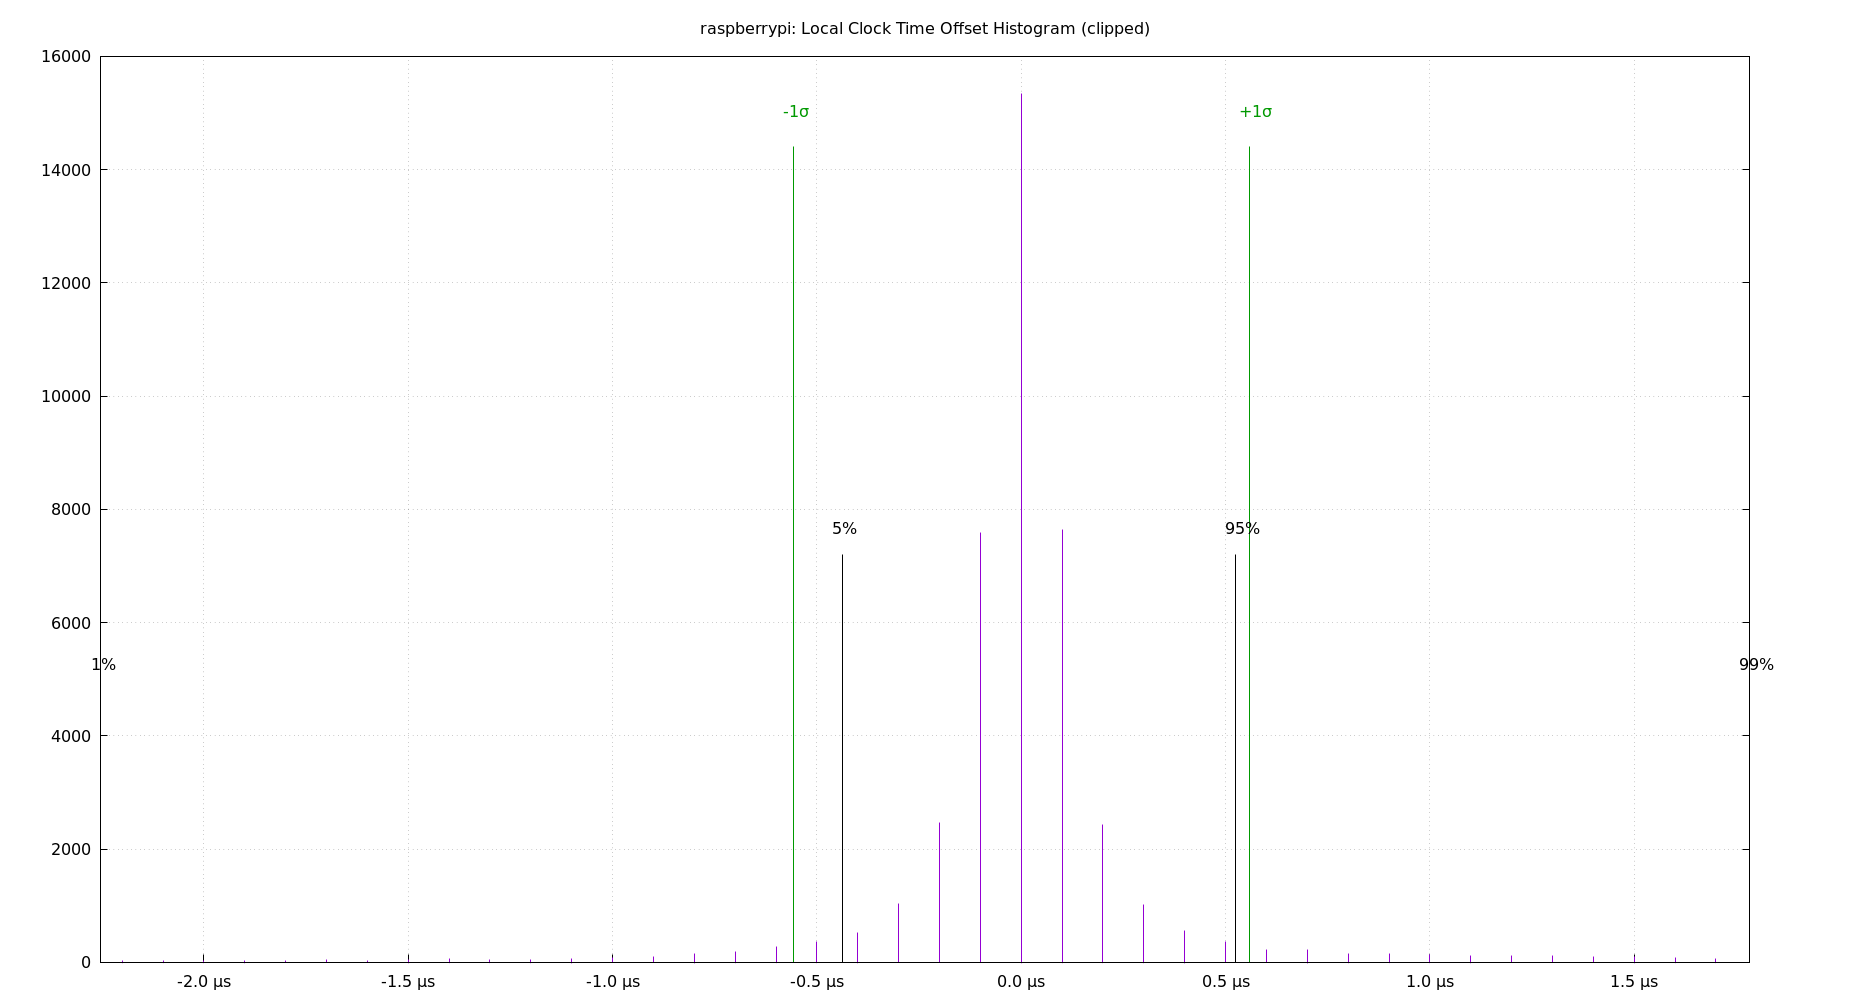 raspberrypi: Local Clock Time Offset Histogram (clipped)
16000
-1σ
+1σ
14000
12000
10000
8000
5%
95%
6000
1%
99%
4000
2000
0
-2.0 µs
-1.5 µs
-1.0 µs
-0.5 µs
0.0 µs
0.5 µs
1.0 µs
1.5 µs